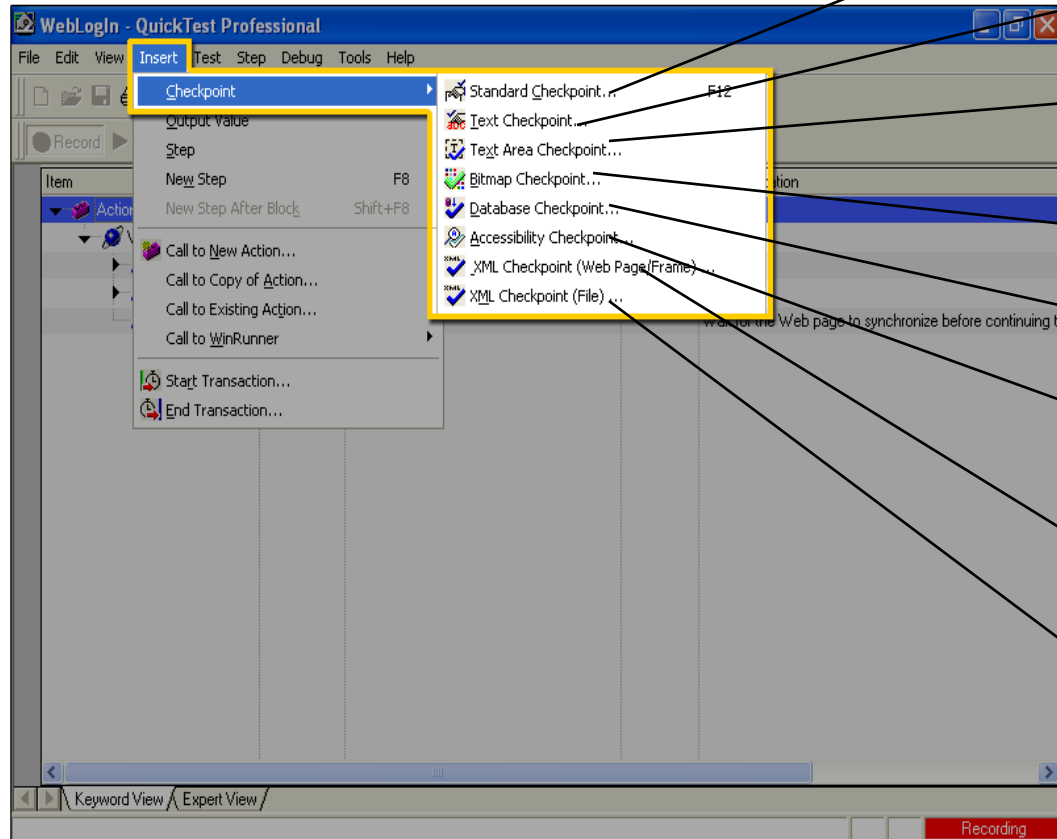 WebLogIn - QuickTest Professional
File Edit View Insert Test Step Debug Tools Help
Checkpoint
Standard Checkpoint... F12
Output Value
Text Checkpoint...
Record
Step
Text Area Checkpoint...
Item
New Step F8
Bitmap Checkpoint...
Action
New Step After Block Shift+F8
Database Checkpoint...
Call to New Action...
Accessibility Checkpoint...
Call to Copy of Action...
XML Checkpoint (Web Page/Frame) ...
Call to Existing Action...
XML Checkpoint (File) ...
the Web page to synchronize before continuing
Call to WinRunner
Start Transaction...
End Transaction...
Keyword View Expert View
Recording